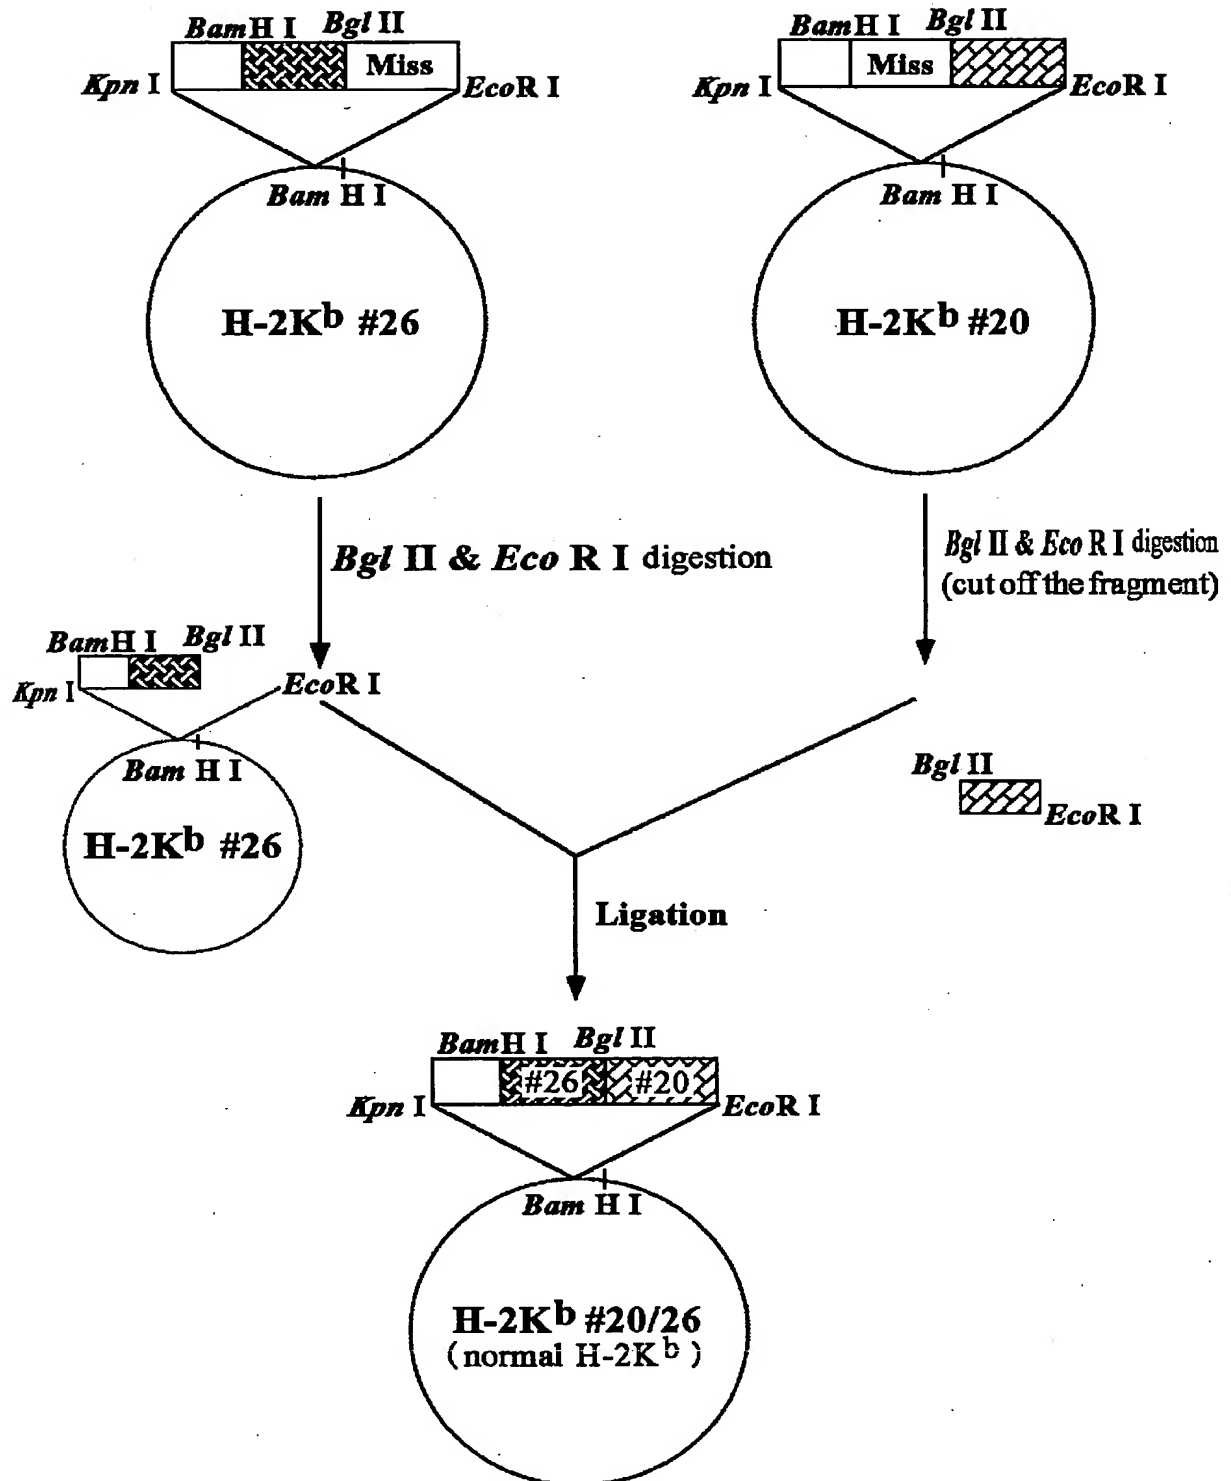 BamH I Bgl II
Miss
Kpn I
EcoR I
Bam H I
H-2Kb #26
BamH I Bgl II
Miss
Kpn I
EcoR I
Bam H I
H-2Kb #20
Bgl II & Eco R I digestion
Bgl II & Eco R I digestion
(cut off the fragment)
BamH I Bgl II
Kpn I
EcoR I
Bam H I
H-2Kb #26
Bgl II
EcoR I
Ligation
BamH I Bgl II
#26 #20
Kpn I
EcoR I
Bam H I
H-2Kb #20/26
(normal H-2Kb)